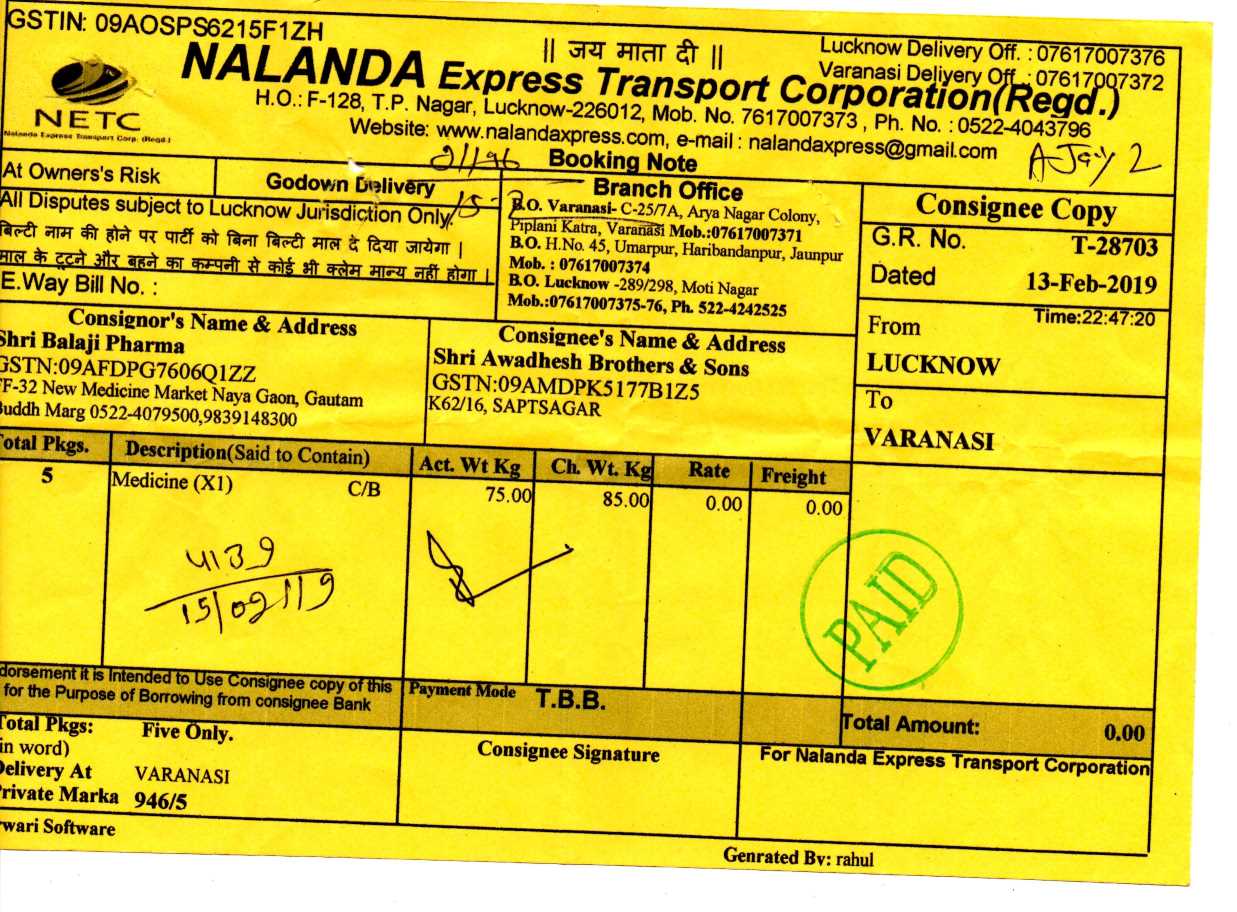 GSTIN: 09AOSPS6215F1ZH
|| जय माता दी ||
Lucknow Delivery Off. : 07617007376
Varanasi Deliyery Off. : 07617007372
NALANDA Express Transport Corporation(Regd.)
NETC
Nalanda Express Transport Corp. (Regd.)
H.O.: F-128, T.P. Nagar, Lucknow-226012, Mob. No. 7617007373 , Ph. No. : 0522-4043796
Website: www.nalandaxpress.com, e-mail : nalandaxpress@gmail.com
Booking Note
AJay 2
At Owners's Risk
Godown Delivery
Branch Office
Consignee Copy
All Disputes subject to Lucknow Jurisdiction Only.
15
बिल्टी नाम की होने पर पार्टी को बिना बिल्टी माल दे दिया जायेगा |
माल के टूटने और बहने का कम्पनी से कोई भी क्लेम मान्य नहीं होगा |
E.Way Bill No. :
B.O. Varanasi- C-25/7A, Arya Nagar Colony,
Piplani Katra, Varanasi Mob.:07617007371
B.O. H.No. 45, Umarpur, Haribandanpur, Jaunpur
Mob. : 07617007374
B.O. Lucknow -289/298, Moti Nagar
Mob.:07617007375-76, Ph. 522-4242525
G.R. No. T-28703
Dated 13-Feb-2019
Time:22:47:20
From
LUCKNOW
To
VARANASI
Consignor's Name & Address
Shri Balaji Pharma
GSTN:09AFDPG7606Q1ZZ
FF-32 New Medicine Market Naya Gaon, Gautam
Buddh Marg 0522-4079500,9839148300
Consignee's Name & Address
Shri Awadhesh Brothers & Sons
GSTN:09AMDPK5177B1Z5
K62/16, SAPTSAGAR
Total Pkgs. Description(Said to Contain) Act. Wt Kg Ch. Wt. Kg Rate Freight
5 Medicine (X1) C/B 75.00 85.00 0.00 0.00
4139
15/02/19
PAID
dorsement it is Intended to Use Consignee copy of this
for the Purpose of Borrowing from consignee Bank
Payment Mode T.B.B.
Total Amount: 0.00
Total Pkgs: Five Only.
in word)
Delivery At VARANASI
Private Marka 946/5
Consignee Signature
For Nalanda Express Transport Corporation
rwari Software
Genrated By: rahul